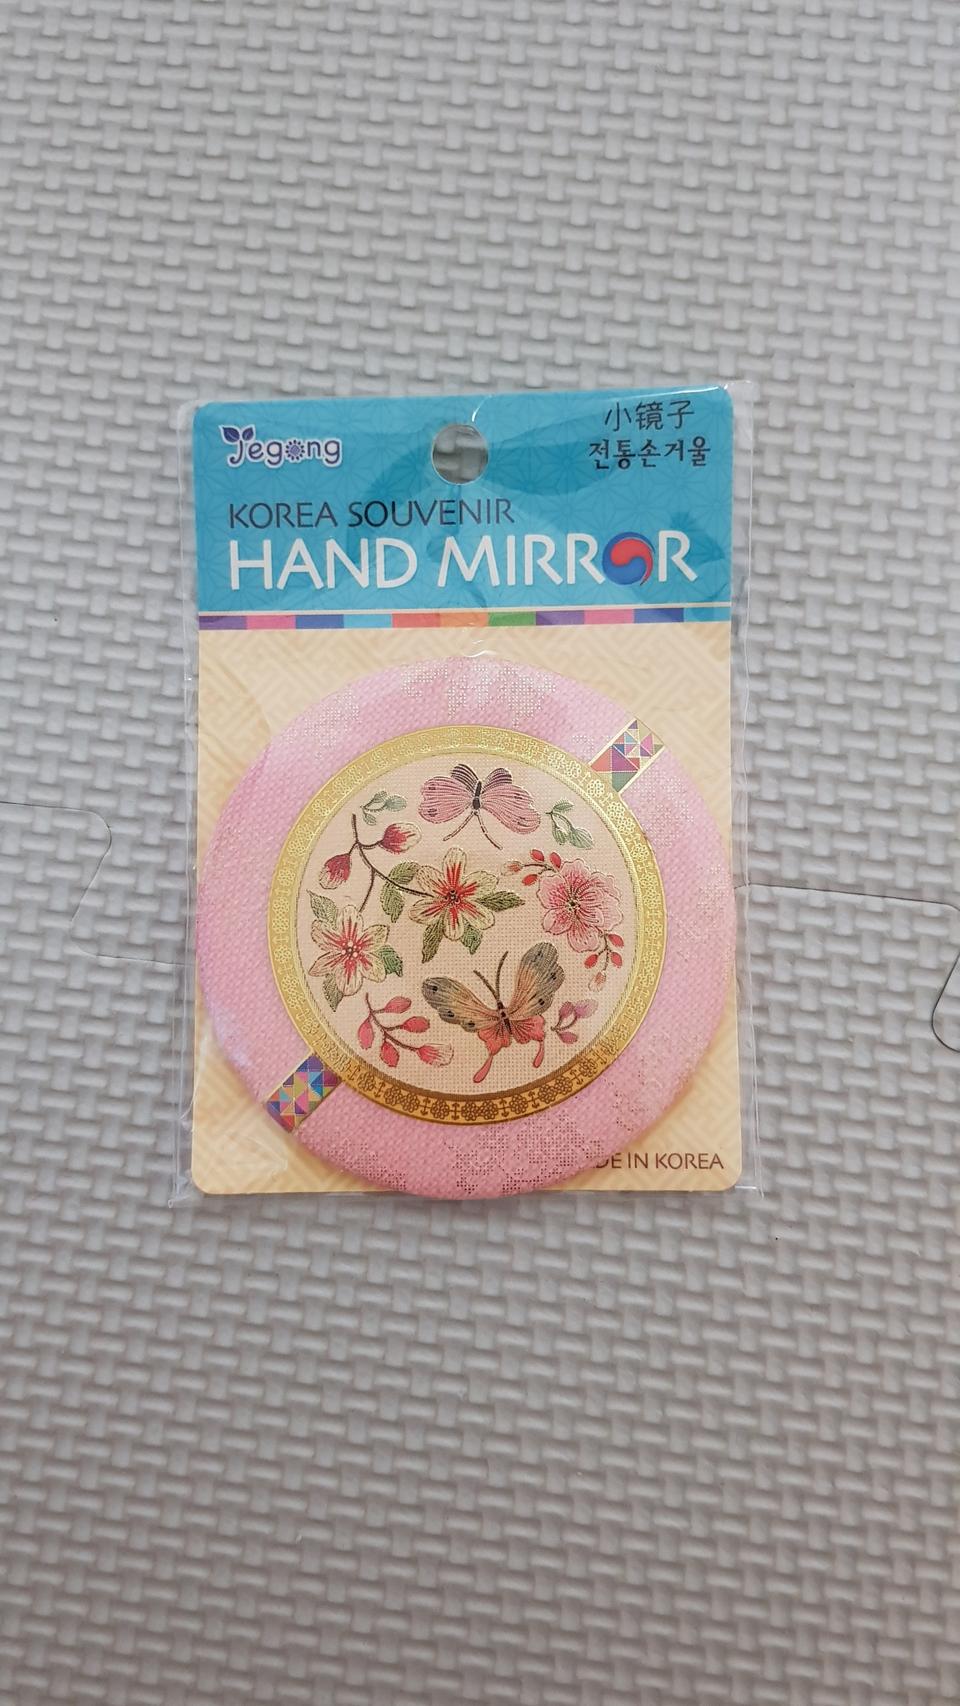 Jegong
小镜子
전통손거울
KOREA SOUVENIR
HAND MIRROR
DE IN KOREA